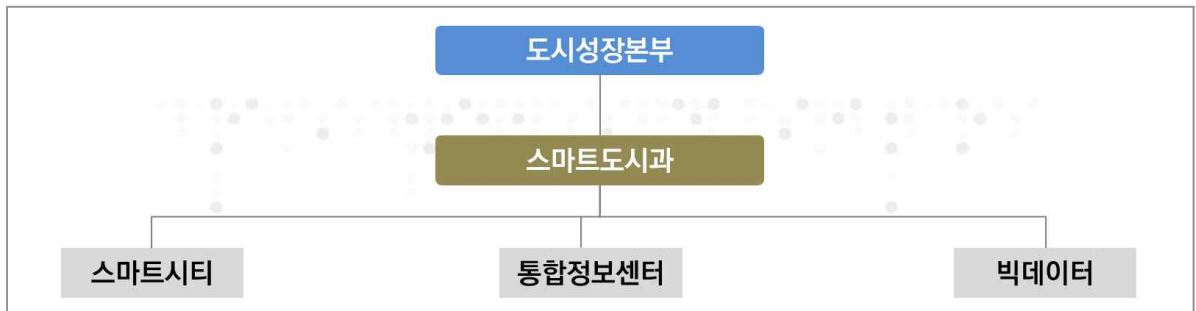 도시성장본부
스마트도시과
스마트시티
통합정보센터
빅데이터